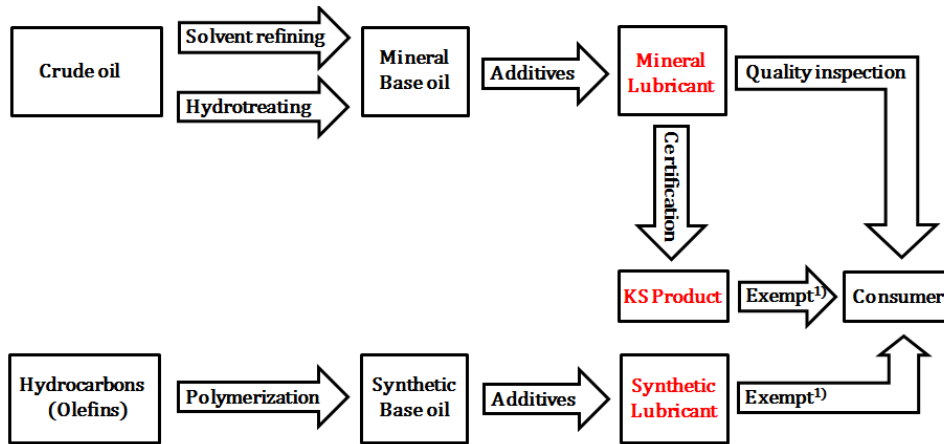 Solvent refining
Crude oil
Hydrotreating
Mineral
Base oil
Additives
Mineral
Lubricant
Quality inspection
Certification
KS Product
Exempt1)
Consumer
Hydrocarbons
(Olefins)
Polymerization
Synthetic
Base oil
Additives
Synthetic
Lubricant
Exempt1)